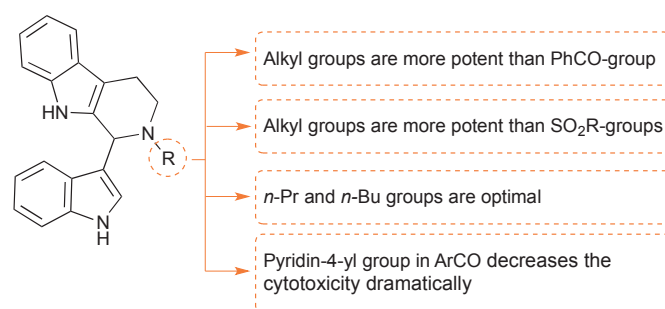 Alkyl groups are more potent than PhCO-group
Alkyl groups are more potent than SO₂R-groups
HN
N
R
n-Pr and n-Bu groups are optimal
N
H
Pyridin-4-yl group in ArCO decreases the
cytotoxicity dramatically